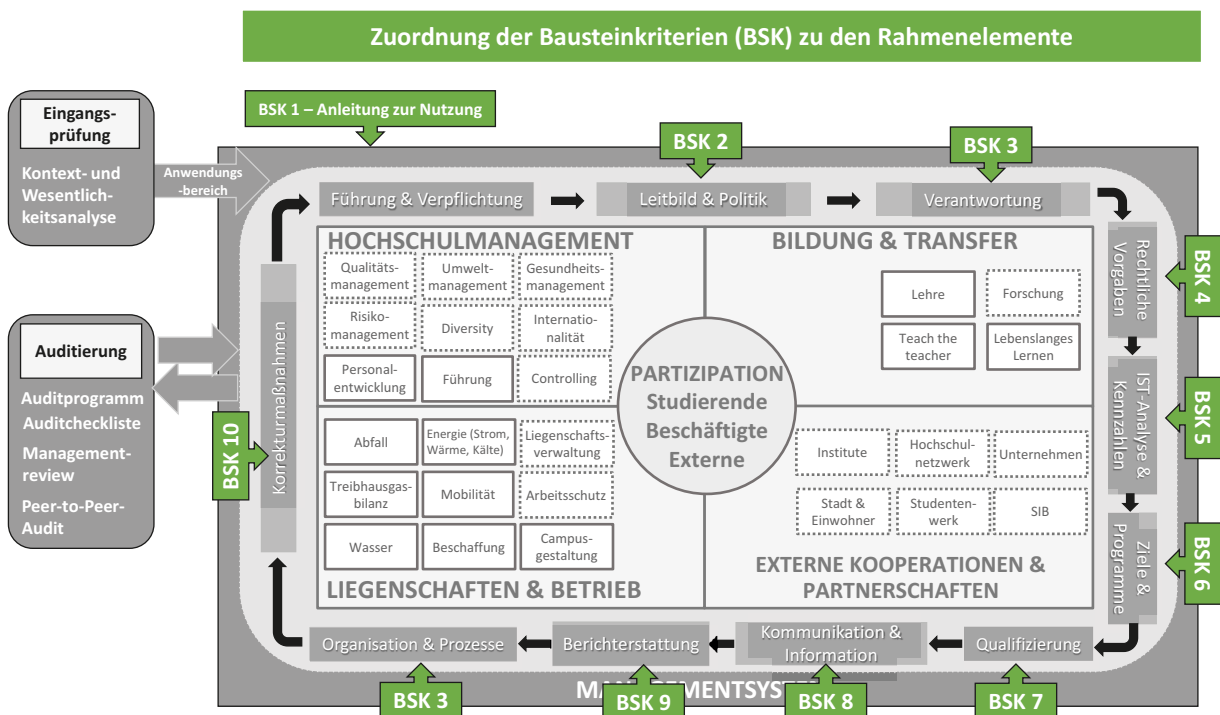 Zuordnung der Bausteinkriterien (BSK) zu den Rahmenelemente
Eingangs-
prüfung
Kontext- und
Wesentlich-
keitsanalyse
Anwendungs
-bereich
BSK 1 – Anleitung zur Nutzung
BSK 2
BSK 3
Führung & Verpflichtung
Leitbild & Politik
Verantwortung
Rechtliche
Vorgaben
BSK 4
IST-Analyse &
Kennzahlen
BSK 5
Ziele &
Programme
BSK 6
HOCHSCHULMANAGEMENT
Qualitäts-
management
Umwelt-
management
Gesundheits-
management
Risiko-
management
Diversity
Internatio-
nalität
Personal-
entwicklung
Führung
Controlling
BILDUNG & TRANSFER
Lehre
Forschung
Teach the
teacher
Lebenslanges
Lernen
PARTIZIPATION
Studierende
Beschäftigte
Externe
Abfall
Energie (Strom,
Wärme, Kälte)
Liegenschafts-
verwaltung
Treibhausgas-
bilanz
Mobilität
Arbeitsschutz
Wasser
Beschaffung
Campus-
gestaltung
LIEGENSCHAFTEN & BETRIEB
Institute
Hochschul-
netzwerk
Unternehmen
Stadt &
Einwohner
Studenten-
werk
SIB
EXTERNE KOOPERATIONEN &
PARTNERSCHAFTEN
Auditierung
Auditprogramm
Auditcheckliste
Management-
review
Peer-to-Peer-
Audit
BSK 10
Korrekturmaßnahmen
Organisation & Prozesse
Berichterstattung
Kommunikation &
Information
Qualifizierung
BSK 3
BSK 9
BSK 8
BSK 7